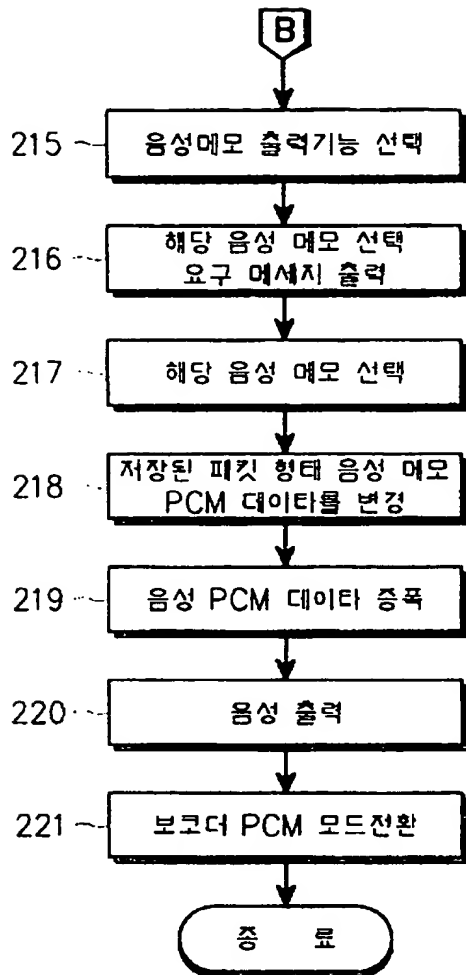 B
215
음성메모 출력기능 선택
216
해당 음성 메모 선택
요구 메세지 출력
217
해당 음성 메모 선택
218
저장된 패킷 형태 음성 메모
PCM 데이타를 변경
219
음성 PCM 데이타 증폭
220
음성 출력
221
보코더 PCM 모드전환
종 료